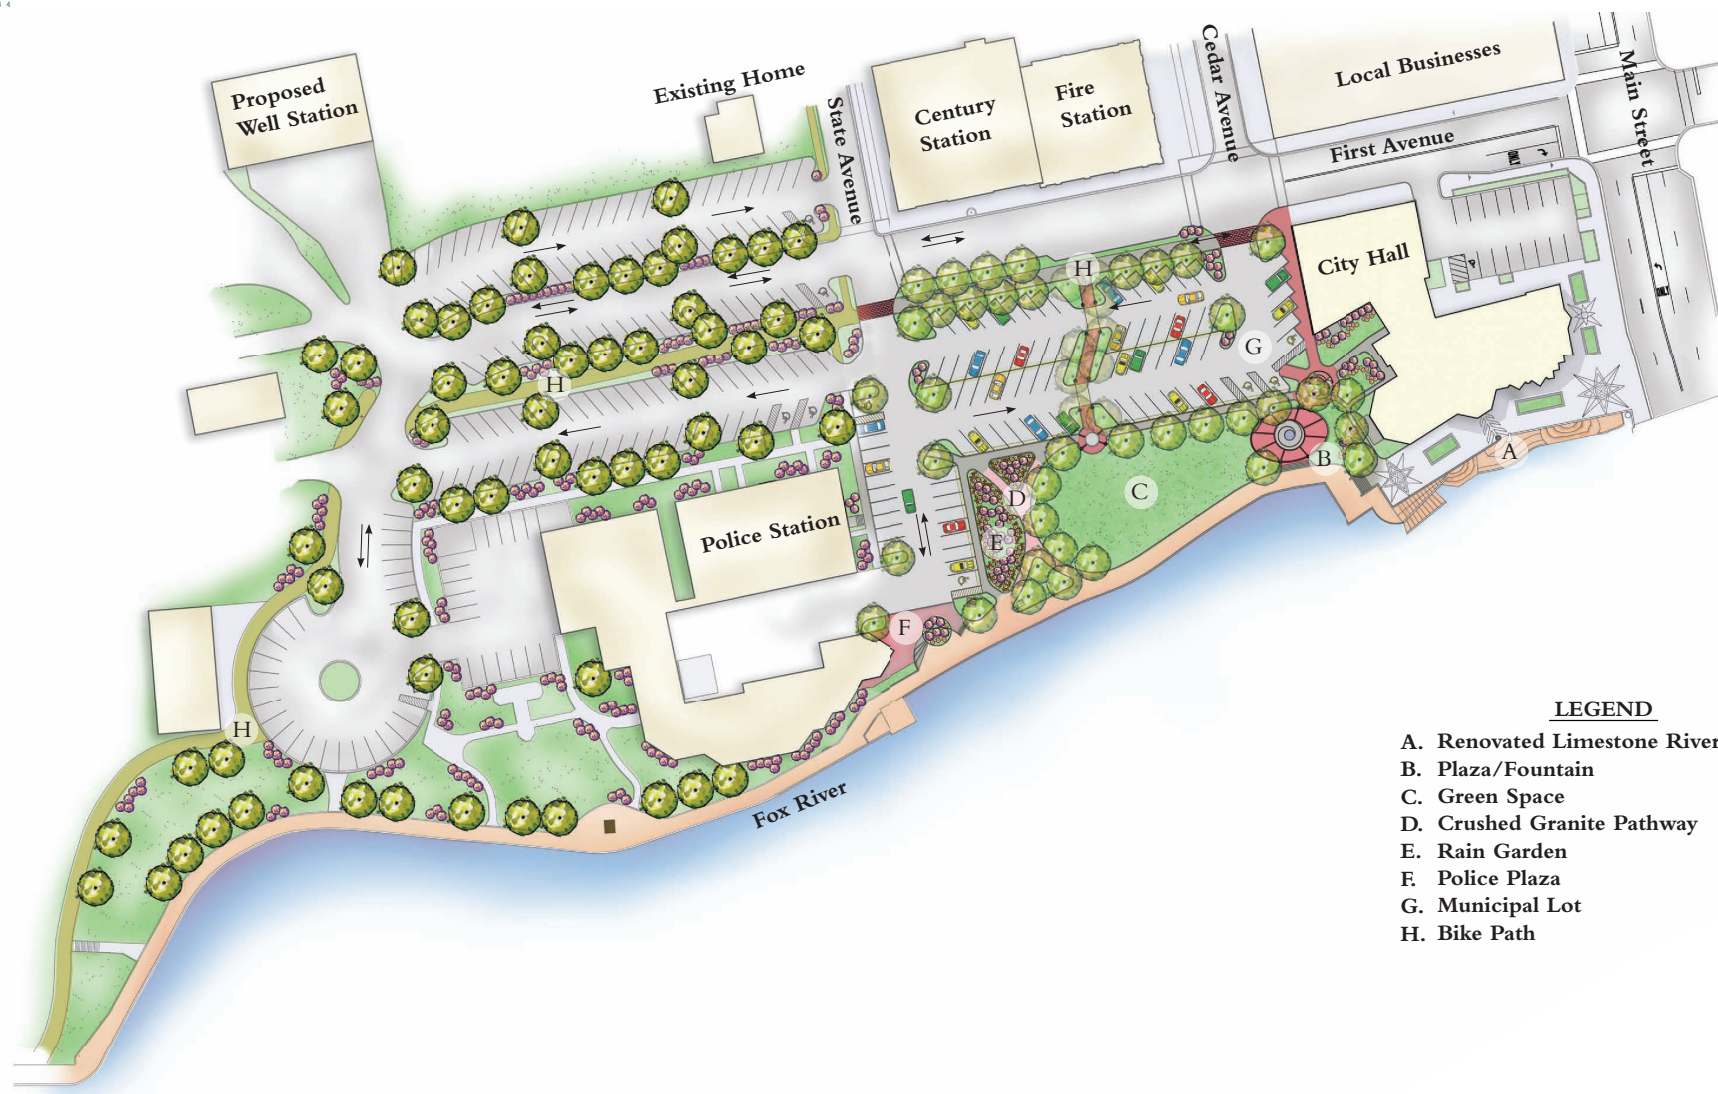 Proposed
Well Station
Existing Home
State Avenue
Century
Station
Fire
Station
Cedar Avenue
Local Businesses
First Avenue
Main Street
ONLY
ONLY
City Hall
H
G
H
B
A
C
D
E
Police Station
F
H
Fox River
LEGEND
A. Renovated Limestone River
B. Plaza/Fountain
C. Green Space
D. Crushed Granite Pathway
E. Rain Garden
F. Police Plaza
G. Municipal Lot
H. Bike Path